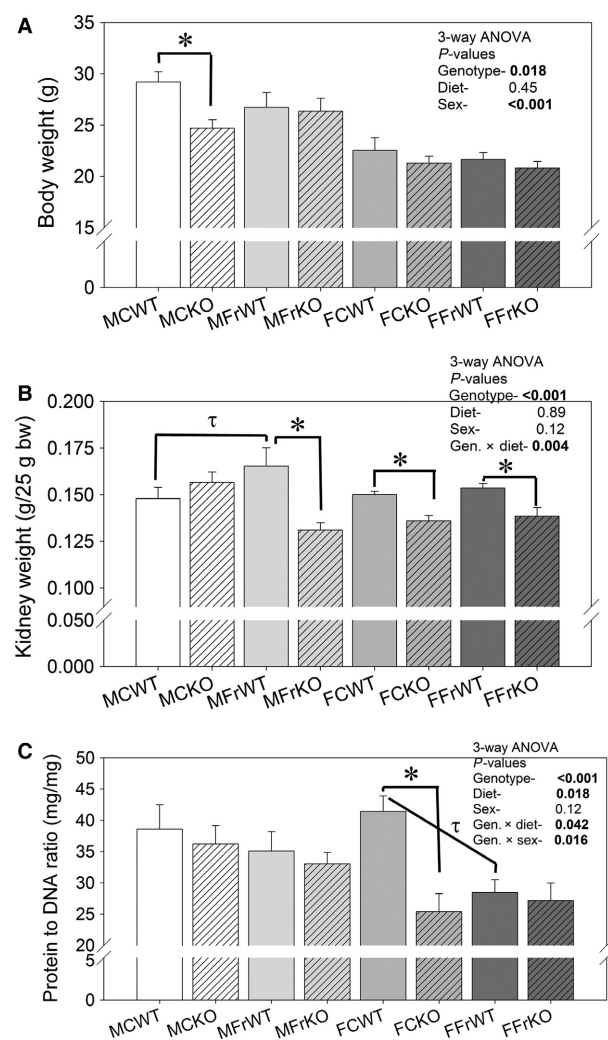 A
Body weight (g)
35
30
25
20
15
0
*
3-way ANOVA
P-values
Genotype- 0.018
Diet- 0.45
Sex- <0.001
MCWT MCKO MFrWT MFrKO FCWT FCKO FFrWT FFrKO
B
Kidney weight (g/25 g bw)
0.200
0.175
0.150
0.125
0.100
0.050
0.000
τ * * *
3-way ANOVA
P-values
Genotype- <0.001
Diet- 0.89
Sex- 0.12
Gen. × diet- 0.004
MCWT MCKO MFrWT MFrKO FCWT FCKO FFrWT FFrKO
C
Protein to DNA ratio (mg/mg)
50
45
40
35
30
25
20
5
0
* τ
3-way ANOVA
P-values
Genotype- <0.001
Diet- 0.018
Sex- 0.12
Gen. × diet- 0.042
Gen. × sex- 0.016
MCWT MCKO MFrWT MFrKO FCWT FCKO FFrWT FFrKO